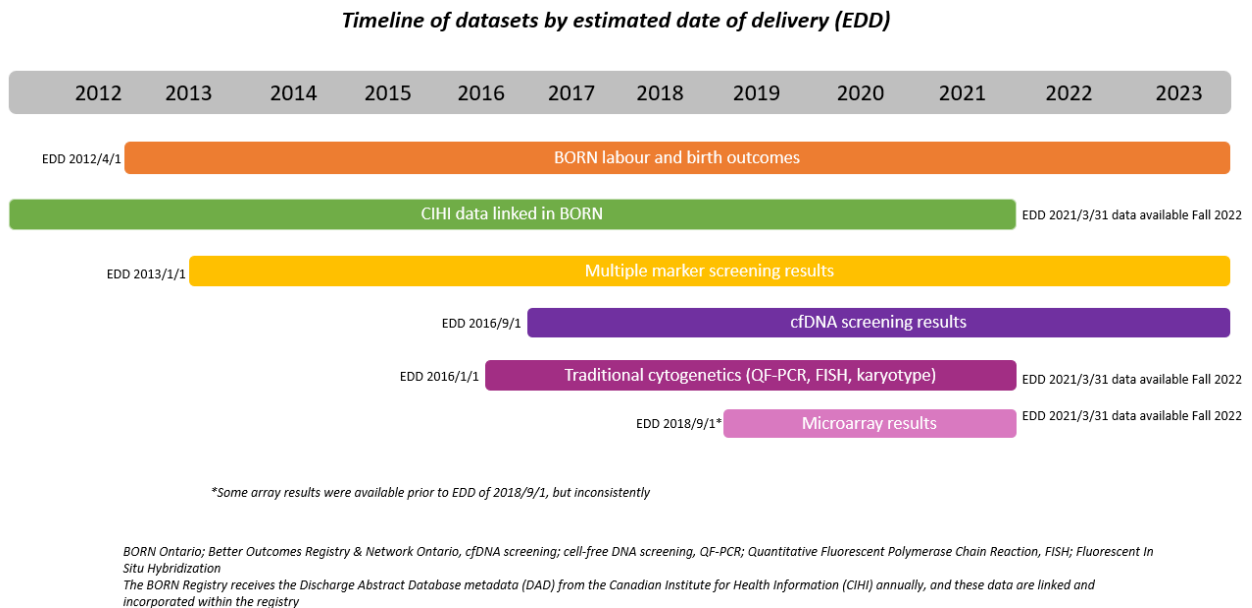 Timeline of datasets by estimated date of delivery (EDD)
2012 2013 2014 2015 2016 2017 2018 2019 2020 2021 2022 2023
EDD 2012/4/1 BORN labour and birth outcomes
CIHI data linked in BORN EDD 2021/3/31 data available Fall 2022
EDD 2013/1/1 Multiple marker screening results
EDD 2016/9/1 cfDNA screening results
EDD 2016/1/1 Traditional cytogenetics (QF-PCR, FISH, karyotype) EDD 2021/3/31 data available Fall 2022
EDD 2018/9/1* Microarray results EDD 2021/3/31 data available Fall 2022
*Some array results were available prior to EDD of 2018/9/1, but inconsistently
BORN Ontario; Better Outcomes Registry & Network Ontario, cfDNA screening; cell-free DNA screening, QF-PCR; Quantitative Fluorescent Polymerase Chain Reaction, FISH; Fluorescent In
Situ Hybridization
The BORN Registry receives the Discharge Abstract Database metadata (DAD) from the Canadian Institute for Health Information (CIHI) annually, and these data are linked and
incorporated within the registry